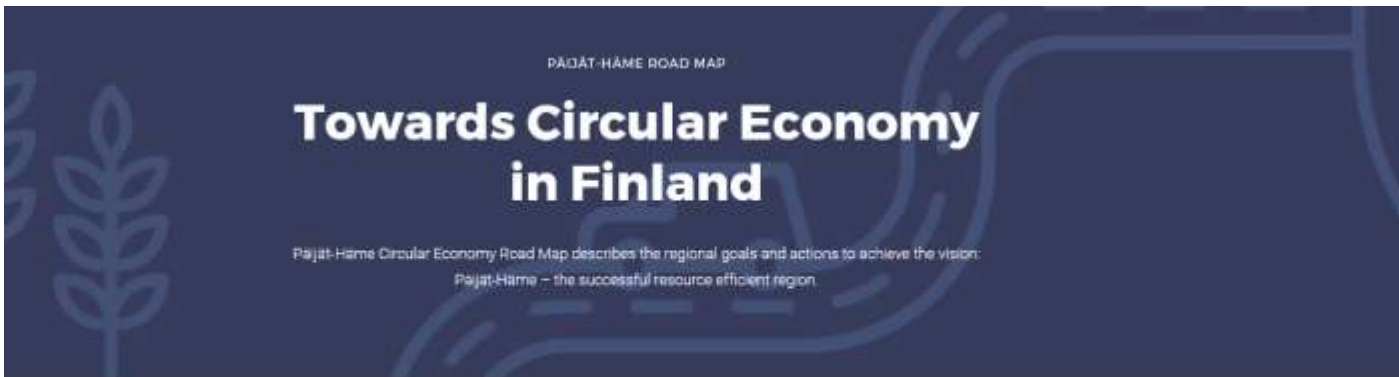 PÄIJÄT-HÄME ROAD MAP
Towards Circular Economy
in Finland
Päijät-Häme Circular Economy Road Map describes the regional goals and actions to achieve the vision:
Päijät-Häme – the successful resource efficient region.